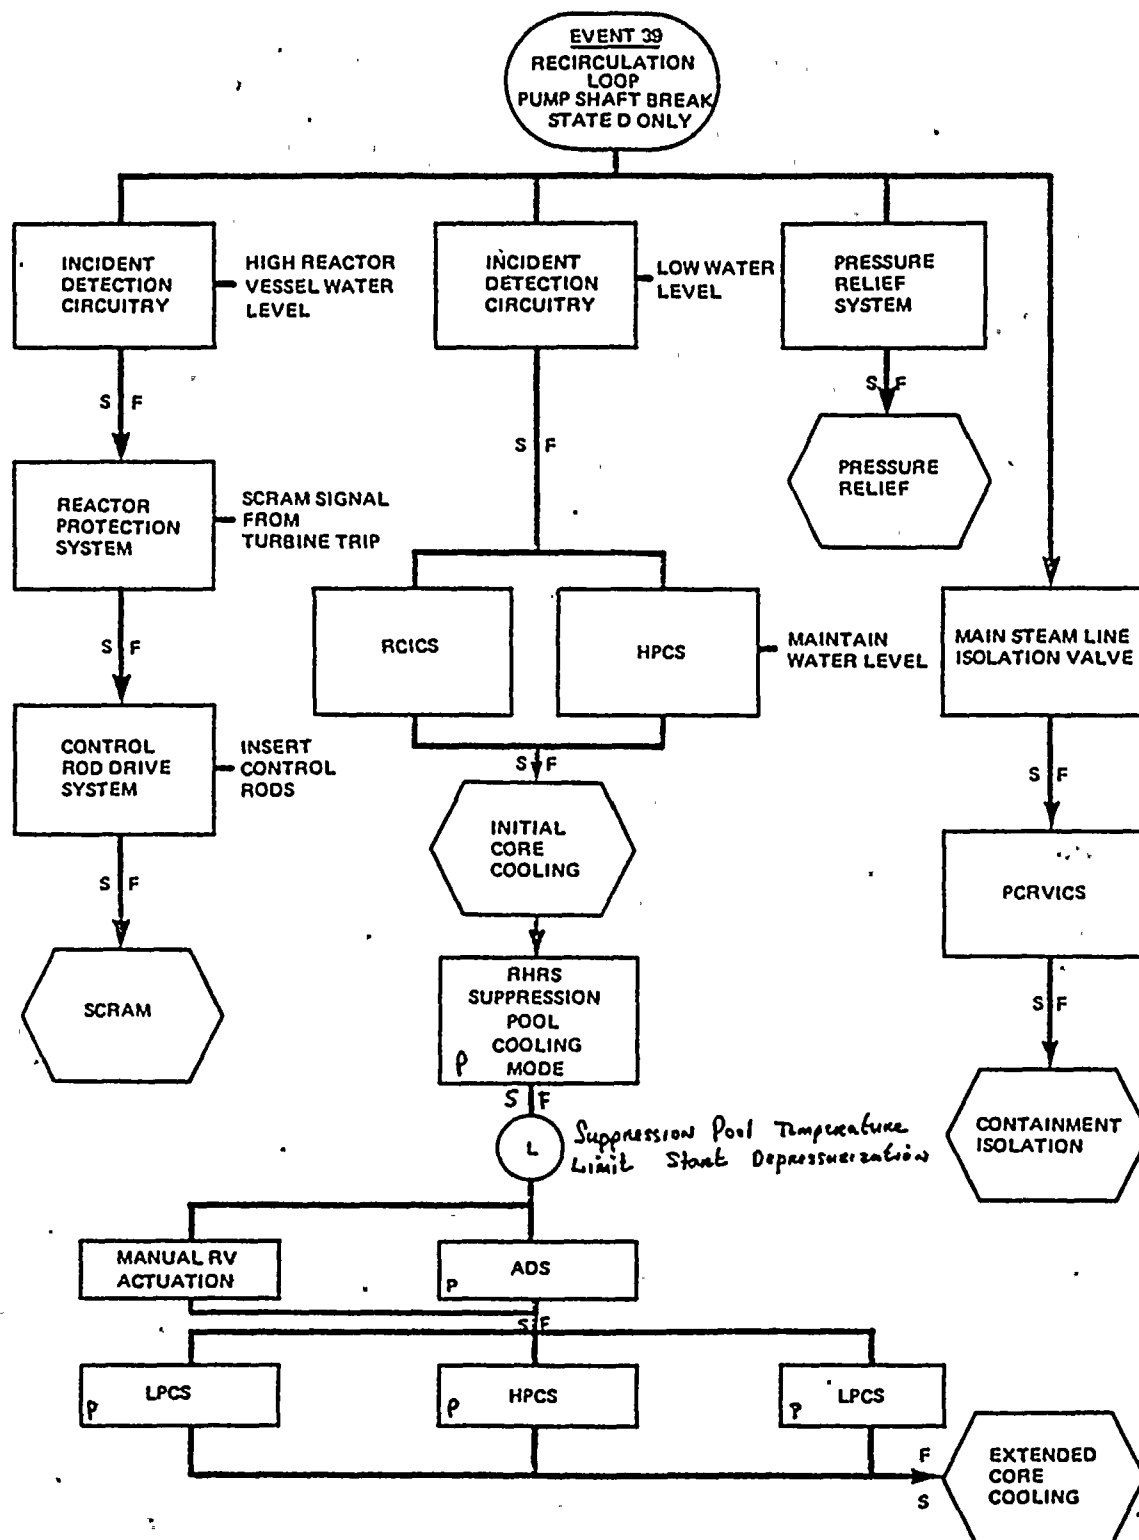 EVENT 39
RECIRCULATION
LOOP
PUMP SHAFT BREAK
STATE D ONLY
INCIDENT
DETECTION
CIRCUITRY
HIGH REACTOR
VESSEL WATER
LEVEL
INCIDENT
DETECTION
CIRCUITRY
LOW WATER
LEVEL
PRESSURE
RELIEF
SYSTEM
S F
S F
S F
PRESSURE
RELIEF
REACTOR
PROTECTION
SYSTEM
SCRAM SIGNAL
FROM
TURBINE TRIP
S F
RCICS
HPCS
MAINTAIN
WATER LEVEL
MAIN STEAM LINE
ISOLATION VALVE
CONTROL
ROD DRIVE
SYSTEM
INSERT
CONTROL
RODS
S F
S F
INITIAL
CORE
COOLING
S F
PCRVICS
SCRAM
RHRS
SUPPRESSION
POOL
COOLING
MODE
P
S F
S F
L
Suppression Pool Temperature
Limit Start Depressurization
CONTAINMENT
ISOLATION
MANUAL RV
ACTUATION
ADS
P
S F
LPCS
P
HPCS
P
LPCS
P
F
S
EXTENDED
CORE
COOLING